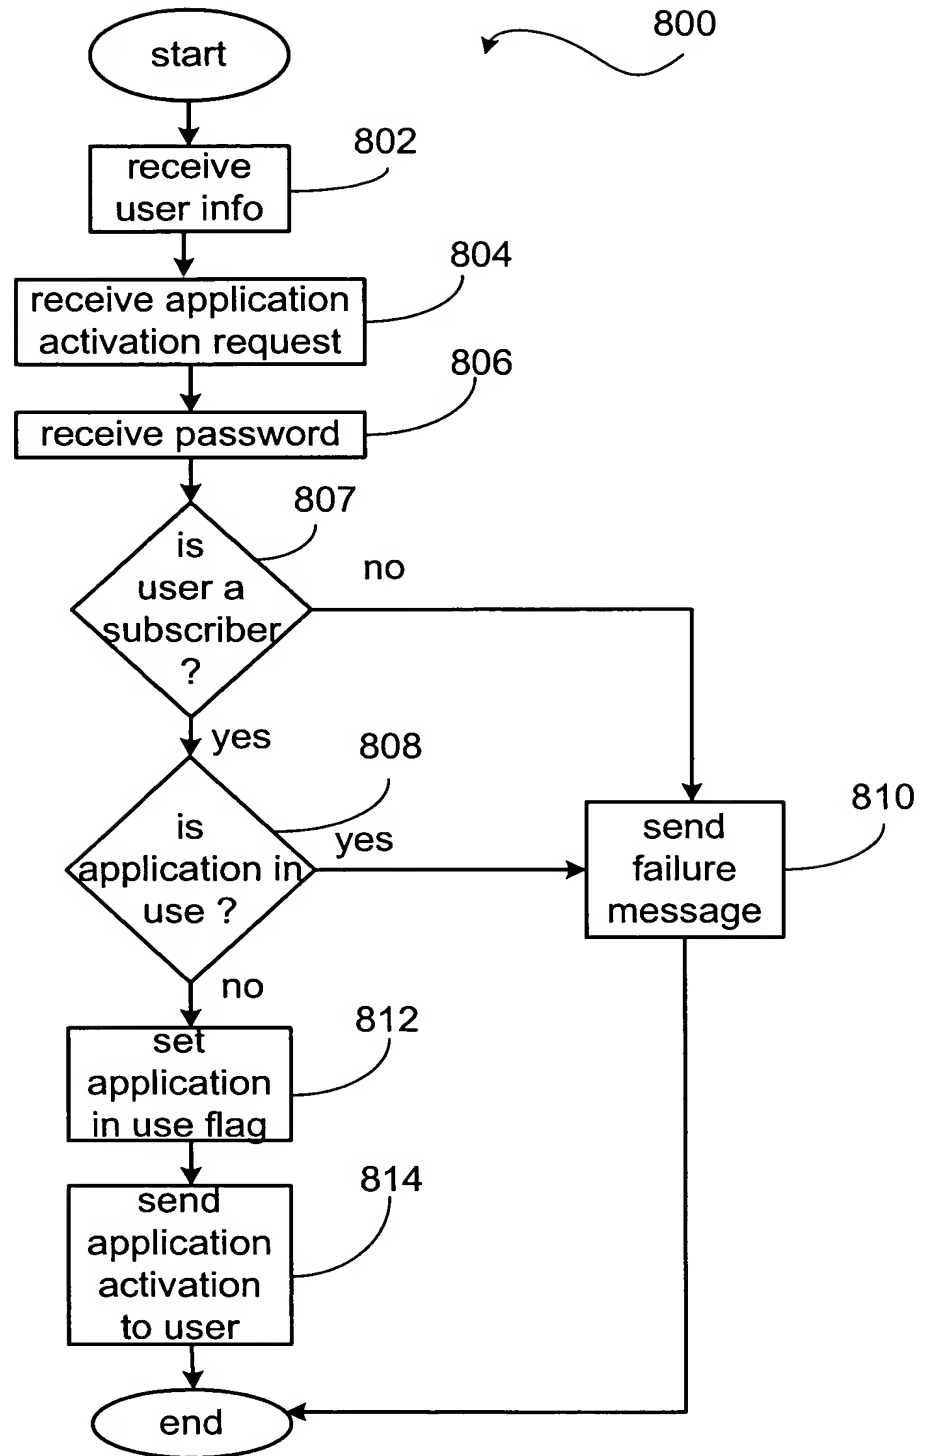 800
start
802
receive
user info
804
receive application
activation request
806
receive password
807
is
user a
subscriber
?
no
yes
808
is
application in
use ?
yes
810
send
failure
message
no
812
set
application
in use flag
814
send
application
activation
to user
end